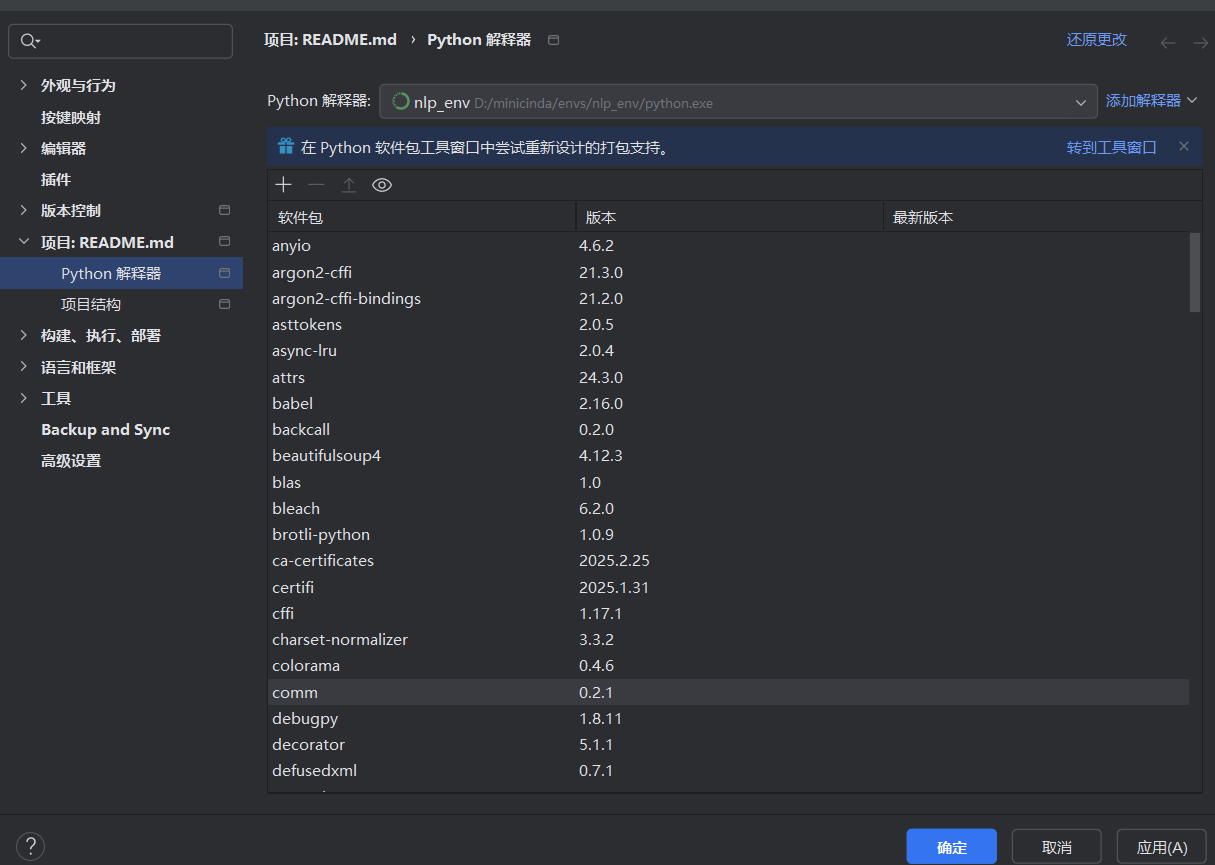 项目: README.md › Python 解释器
还原更改
外观与行为
按键映射
编辑器
插件
版本控制
项目: README.md
Python 解释器
项目结构
构建、执行、部署
语言和框架
工具
Backup and Sync
高级设置
Python 解释器: nlp_env D:/minicinda/envs/nlp_env/python.exe 添加解释器
在 Python 软件包工具窗口中尝试重新设计的打包支持。 转到工具窗口
软件包 版本 最新版本
anyio 4.6.2
argon2-cffi 21.3.0
argon2-cffi-bindings 21.2.0
asttokens 2.0.5
async-lru 2.0.4
attrs 24.3.0
babel 2.16.0
backcall 0.2.0
beautifulsoup4 4.12.3
blas 1.0
bleach 6.2.0
brotli-python 1.0.9
ca-certificates 2025.2.25
certifi 2025.1.31
cffi 1.17.1
charset-normalizer 3.3.2
colorama 0.4.6
comm 0.2.1
debugpy 1.8.11
decorator 5.1.1
defusedxml 0.7.1
?
确定 取消 应用(A)